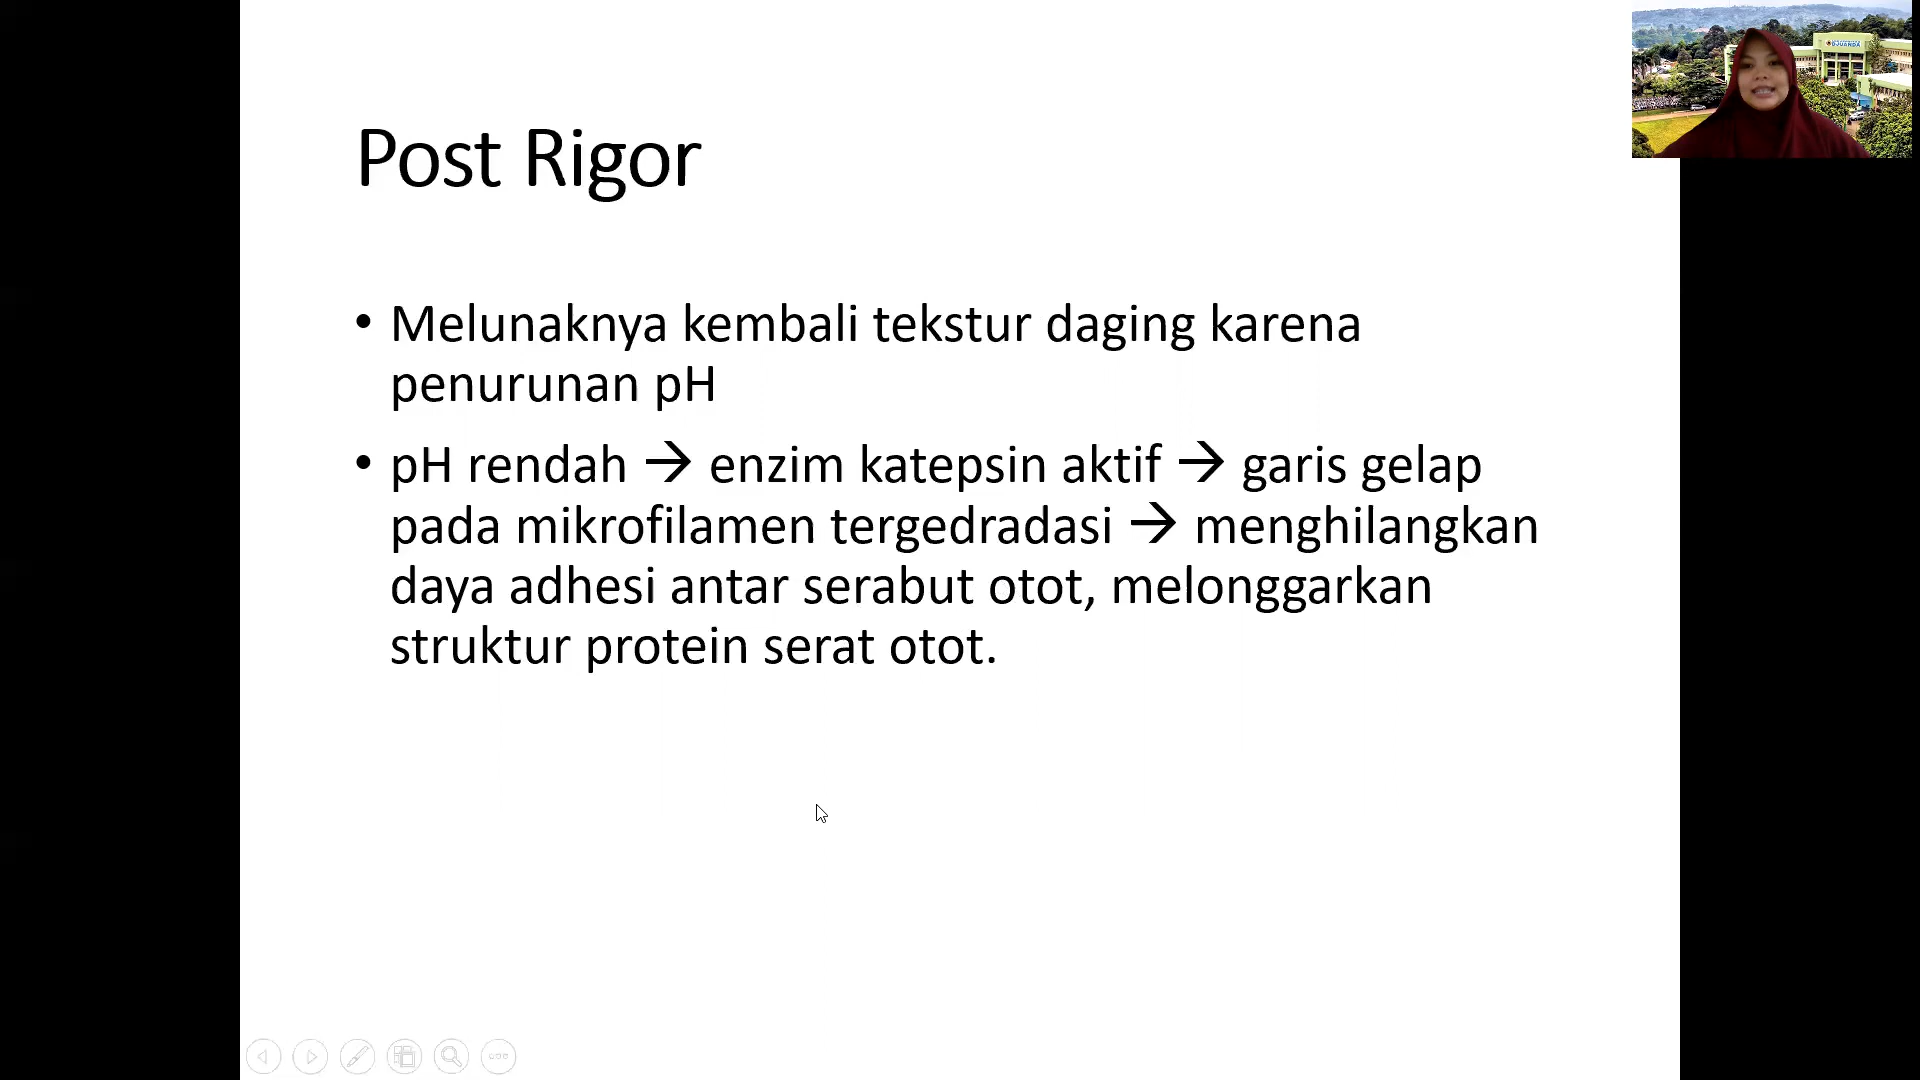 Post Rigor
• Melunaknya kembali tekstur daging karena
penurunan pH
• pH rendah → enzim katepsin aktif → garis gelap
pada mikrofilamen tergedradasi → menghilangkan
daya adhesi antar serabut otot, melonggarkan
struktur protein serat otot.
DJUANDA